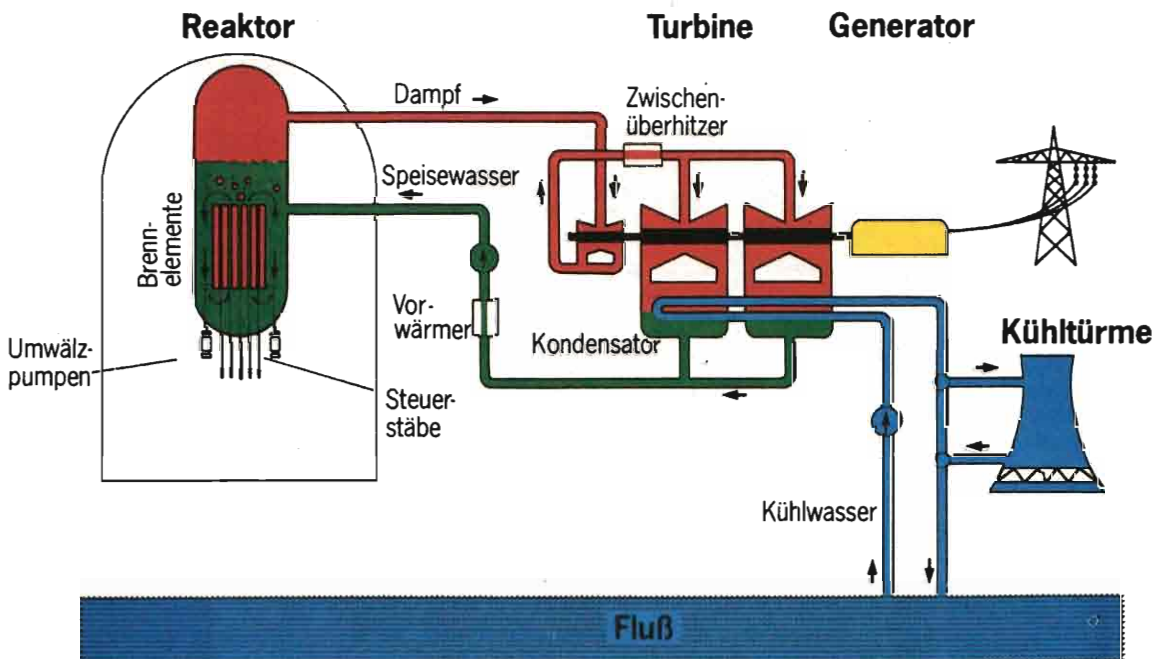 Reaktor
Turbine
Generator
Dampf
Zwischen-
überhitzer
Speisewasser
Brenn-
elemente
Vor-
wärmer
Kondensator
Kühltürme
Umwälz-
pumpen
Steuer-
stäbe
Kühlwasser
Fluß